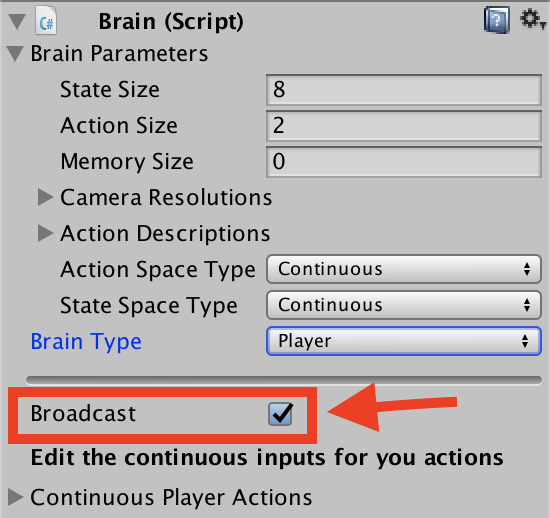 C#
Brain (Script)
Brain Parameters
State Size 8
Action Size 2
Memory Size 0
Camera Resolutions
Action Descriptions
Action Space Type Continuous
State Space Type Continuous
Brain Type Player
Broadcast
Edit the continuous inputs for you actions
Continuous Player Actions